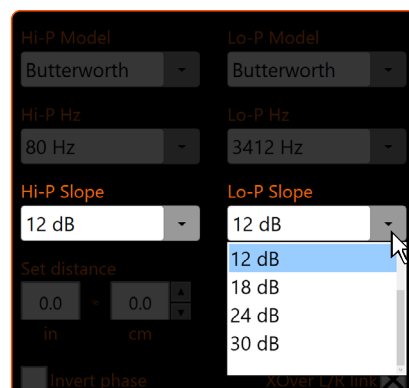 Hi-P Model Lo-P Model
Butterworth Butterworth
Hi-P Hz Lo-P Hz
80 Hz 3412 Hz
Hi-P Slope Lo-P Slope
12 dB 12 dB
12 dB
18 dB
24 dB
30 dB
Set distance
0.0 = 0.0
in cm
Invert phase XOver L/R link